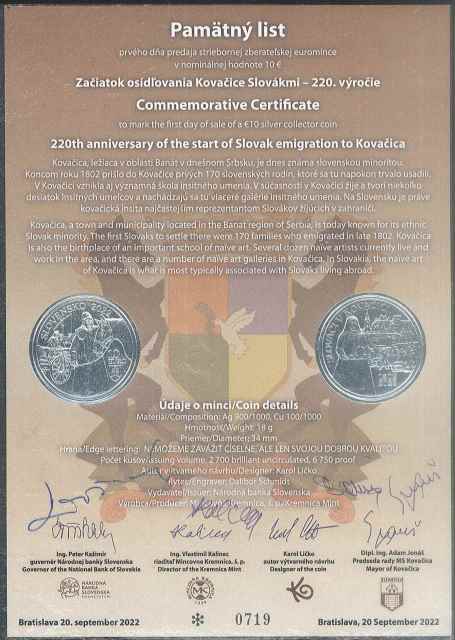 Pamätný list
prvého dňa predaja striebornej zberateľskej euromince
v nominálnej hodnote 10 €
Začiatok osídľovania Kovačice Slovákmi – 220. výročie
Commemorative Certificate
to mark the first day of sale of a €10 silver collector coin
220th anniversary of the start of Slovak emigration to Kovačica
Kovačica, ležiaca v oblasti Banát v dnešnom Srbsku, je dnes známa slovenskou minoritou.
Koncom roku 1802 prišlo do Kovačice prvých 170 slovenských rodín, ktoré sa tu napokon trvalo usadili.
V Kovačici vznikla aj významná škola insitného umenia. V súčasnosti v Kovačici žije a tvorí niekoľko
desiatok insitných umelcov a nachádzajú sa tu viaceré galérie insitného umenia. Na Slovensku je práve
kovačická insita najčastejším reprezentantom Slovákov žijúcich v zahraničí.
Kovačica, a town and municipality located in the Banat region of Serbia, is today known for its ethnic
Slovak minority. The first Slovaks to settle there were 170 families who emigrated in late 1802. Kovačica
is also the birthplace of an important school of naive art. Several dozen naive artists currently live and
work in the area, and there are a number of naive art galleries in Kovačica. In Slovakia, the naive art
of Kovačica is what is most typically associated with Slovaks living abroad.
SLOVENSKO 2022
Údaje o minci/Coin details
Materiál/Composition: Ag 900/1000, Cu 100/1000
Hmotnosť/Weight: 18 g
Priemer/Diameter: 34 mm
Hrana/Edge lettering: NEMÔŽEME ZAVÁŽIŤ ČÍSELNE, ALE LEN SVOJOU DOBROU KVALITOU
Počet kusov/Issuing volume: 2 700 brilliant uncirculated, 6 750 proof
Autor výtvarného návrhu/Designer: Karol Ličko
Rytec/Engraver: Dalibor Schmidt
Vydavateľ/Issuer: Národná banka Slovenska
Výrobca/Producer: Mincovňa Kremnica, š. p./Kremnica Mint
Ing. Peter Kažimír
guvernér Národnej banky Slovenska
Governor of the National Bank of Slovakia
Ing. Vlastimil Kalinec
riaditeľ Mincovne Kremnica, š. p.
Director of the Kremnica Mint
Karol Ličko
autor výtvarného návrhu
Designer of the coin
Dipl. ing. Adam Jonáš
Predseda rady MS Kovačica
Mayor of Kovačica
NÁRODNÁ
BANKA
SLOVENSKA
EUROSYSTÉM
MK
Bratislava 20. september 2022
0719
Bratislava, 20 September 2022